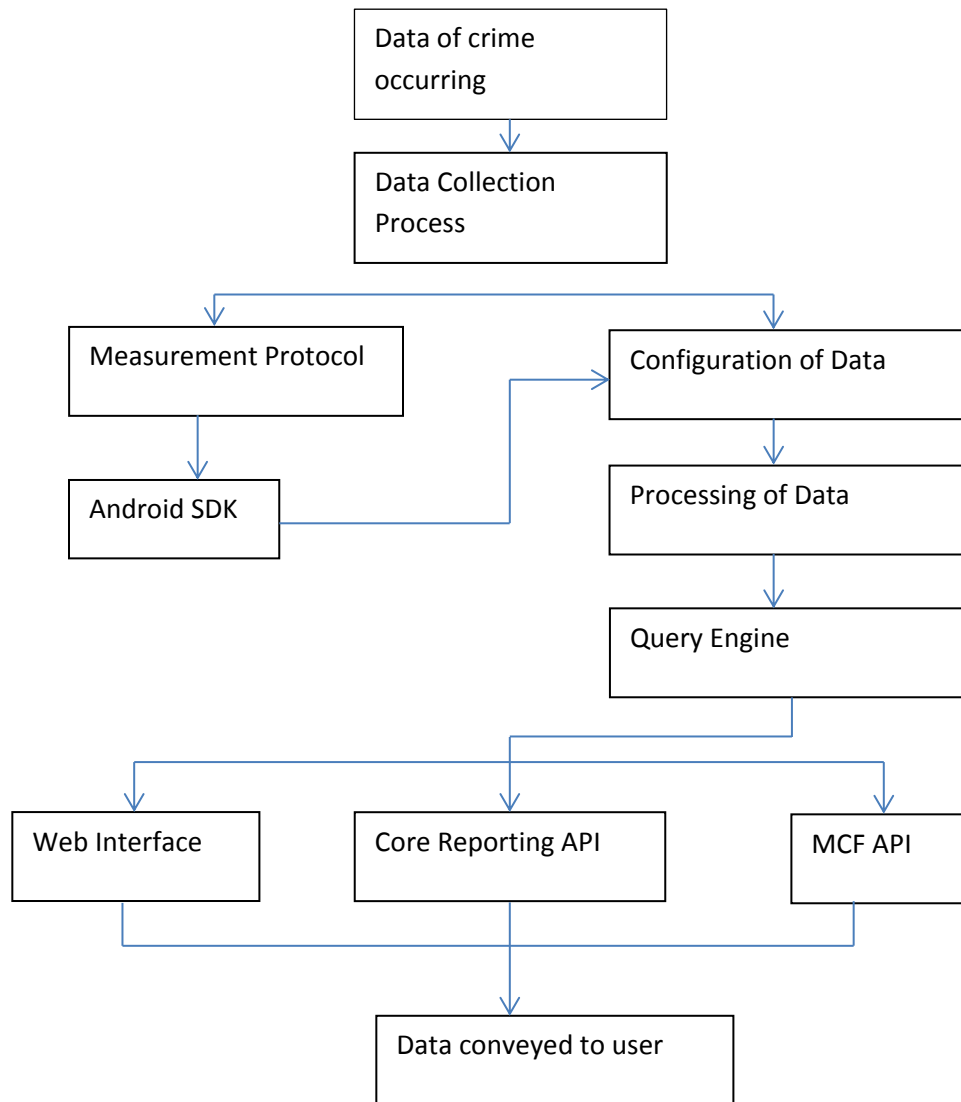 Data of crime
occurring
Data Collection
Process
Measurement Protocol
Configuration of Data
Android SDK
Processing of Data
Query Engine
Web Interface
Core Reporting API
MCF API
Data conveyed to user